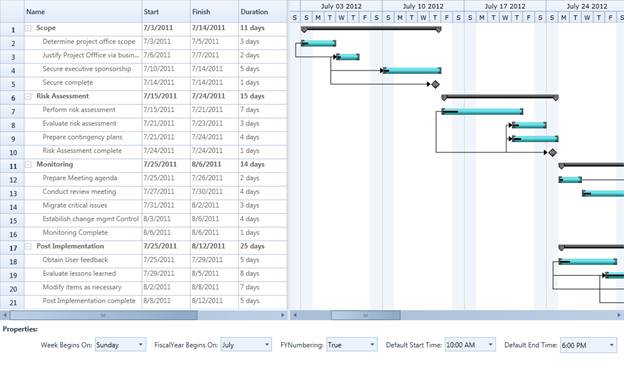 July 03 2012 July 10 2012 July 17 2012 July 24 2012
Name Start Finish Duration S S M T W T F S S M T W T F S S M T W T F S S M T W T F S
1 Scope 7/3/2011 7/14/2011 11 days
2 Determine project office scope 7/3/2011 7/5/2011 3 days
3 Justify Project Offfice via busin... 7/6/2011 7/7/2011 2 days
4 Secure executive sponsorship 7/10/2011 7/14/2011 5 days
5 Secure complete 7/14/2011 7/14/2011 1 days
6 Risk Assessment 7/15/2011 7/24/2011 15 days
7 Perform risk assessment 7/15/2011 7/21/2011 7 days
8 Evaluate risk assessment 7/21/2011 7/23/2011 3 days
9 Prepare contingency plans 7/21/2011 7/24/2011 4 days
10 Risk Assessment complete 7/24/2011 7/24/2011 1 days
11 Monitoring 7/25/2011 8/6/2011 14 days
12 Prepare Meeting agenda 7/25/2011 7/26/2011 2 days
13 Conduct review meeting 7/27/2011 7/30/2011 4 days
14 Migrate critical issues 7/31/2011 8/2/2011 3 days
15 Estabilish change mgmt Control 8/3/2011 8/6/2011 4 days
16 Monitoring Complete 8/6/2011 8/6/2011 1 days
17 Post Implementation 7/25/2011 8/12/2011 25 days
18 Obtain User feedback 7/25/2011 7/29/2011 5 days
19 Evaluate lessons learned 7/29/2011 8/5/2011 8 days
20 Modify items as necessary 8/2/2011 8/8/2011 7 days
21 Post Implementation complete 8/8/2011 8/12/2011 5 days
Properties:
Week Begins On: Sunday FiscalYear Begins On: July FYNumbering: True Default Start Time: 10:00 AM Default End Time: 6:00 PM